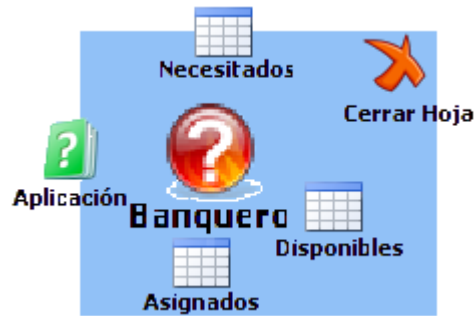 Necesitados
Cerrar Hoja
Aplicación
Banquero
Disponibles
Asignados